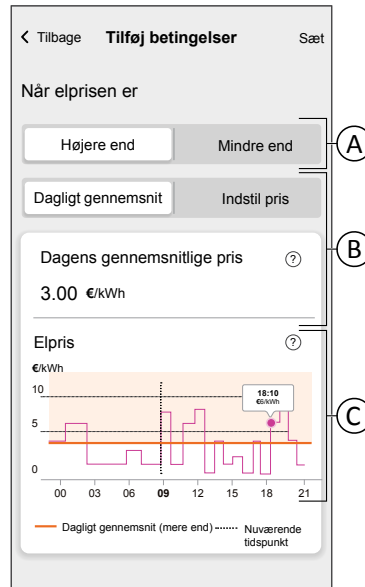 Tilbage Tilføj betingelser Sæt
Når elprisen er
Højere end Mindre end
A
Dagligt gennemsnit Indstil pris
B
Dagens gennemsnitlige pris ?
3.00 €/kWh
Elpris ?
€/kWh
10
18:10
€6/kWh
C
5
0
00 03 06 09 12 15 18 21
Dagligt gennemsnit (mere end) Nuværende
tidspunkt